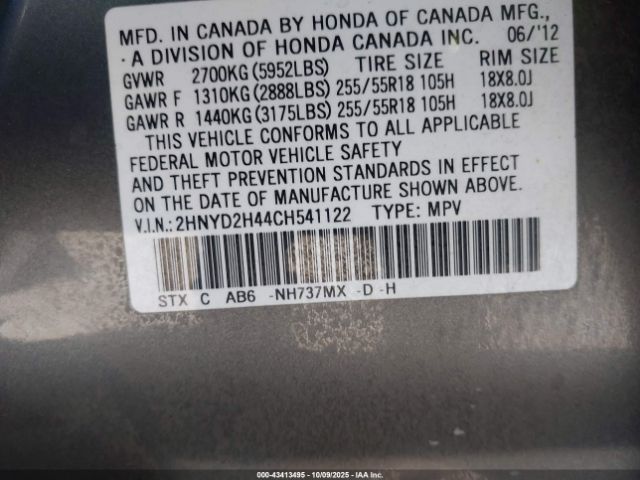 MFD. IN CANADA BY HONDA OF CANADA MFG.,
· A DIVISION OF HONDA CANADA INC. 06/'12
GVWR 2700KG(5952LBS) TIRE SIZE RIM SIZE
GAWR F 1310KG(2888LBS) 255/55R18 105H 18X8.0J
GAWR R 1440KG(3175LBS) 255/55R18 105H 18X8.0J
THIS VEHICLE CONFORMS TO ALL APPLICABLE
FEDERAL MOTOR VEHICLE SAFETY
AND THEFT PREVENTION STANDARDS IN EFFECT
ON THE DATE OF MANUFACTURE SHOWN ABOVE.
V.I.N.:2HNYD2H44CH541122 TYPE: MPV
STX C AB6 -NH737MX -D -H
000-43413495 - 10/09/2025 - IAAI Inc.